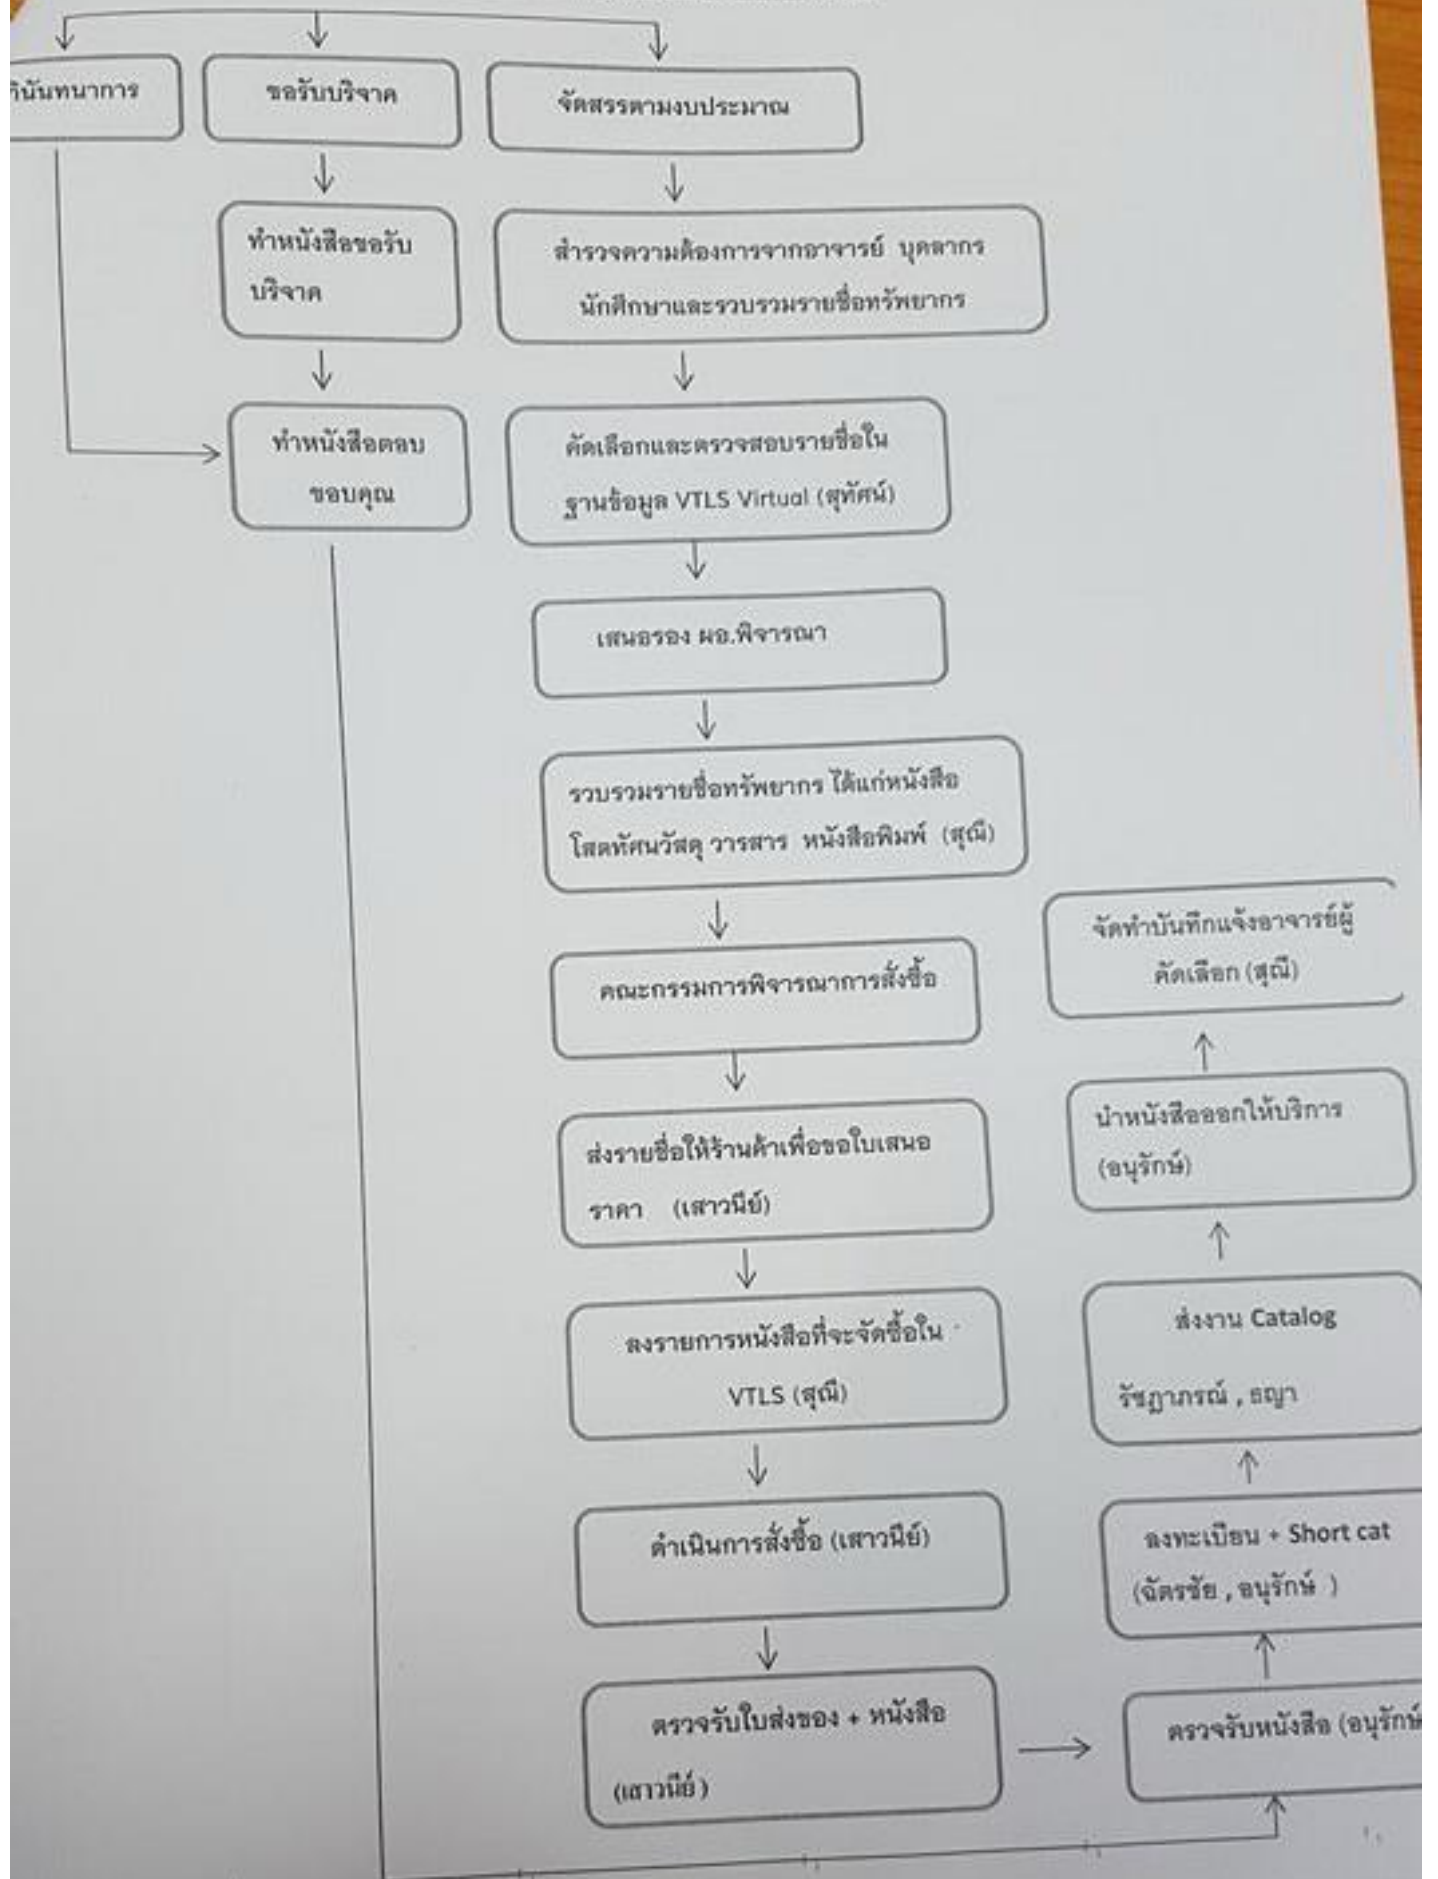 ขอรับบริจาค
จัดสรรตามงบประมาณ
ทำหนังสือขอรับ
บริจาค
สำรวจความต้องการจากอาจารย์ บุคลากร
นักศึกษาและรวบรวมรายชื่อทรัพยากร
ทำหนังสือตอบ
ขอบคุณ
คัดเลือกและตรวจสอบรายชื่อใน
ฐานข้อมูล VTLS Virtual (สุทัศน์)
เสนอรอง ผอ.พิจารณา
รวบรวมรายชื่อทรัพยากร ได้แก่หนังสือ
โสตทัศนวัสดุ วารสาร หนังสือพิมพ์ (สุณี)
คณะกรรมการพิจารณาการสั่งซื้อ
ส่งรายชื่อให้ร้านค้าเพื่อขอใบเสนอ
ราคา (เสาวนีย์)
ลงรายการหนังสือที่จะจัดซื้อใน
VTLS (สุณี)
ดำเนินการสั่งซื้อ (เสาวนีย์)
ตรวจรับใบส่งของ + หนังสือ
(เสาวนีย์)
ตรวจรับหนังสือ (อนุรักษ์
ลงทะเบียน + Short cat
(ฉัตรชัย , อนุรักษ์ )
ส่งงาน Catalog
รัชฎาภรณ์ , ธญา
นำหนังสือออกให้บริการ
(อนุรักษ์)
จัดทำบันทึกแจ้งอาจารย์ผู้
คัดเลือก (สุณี)